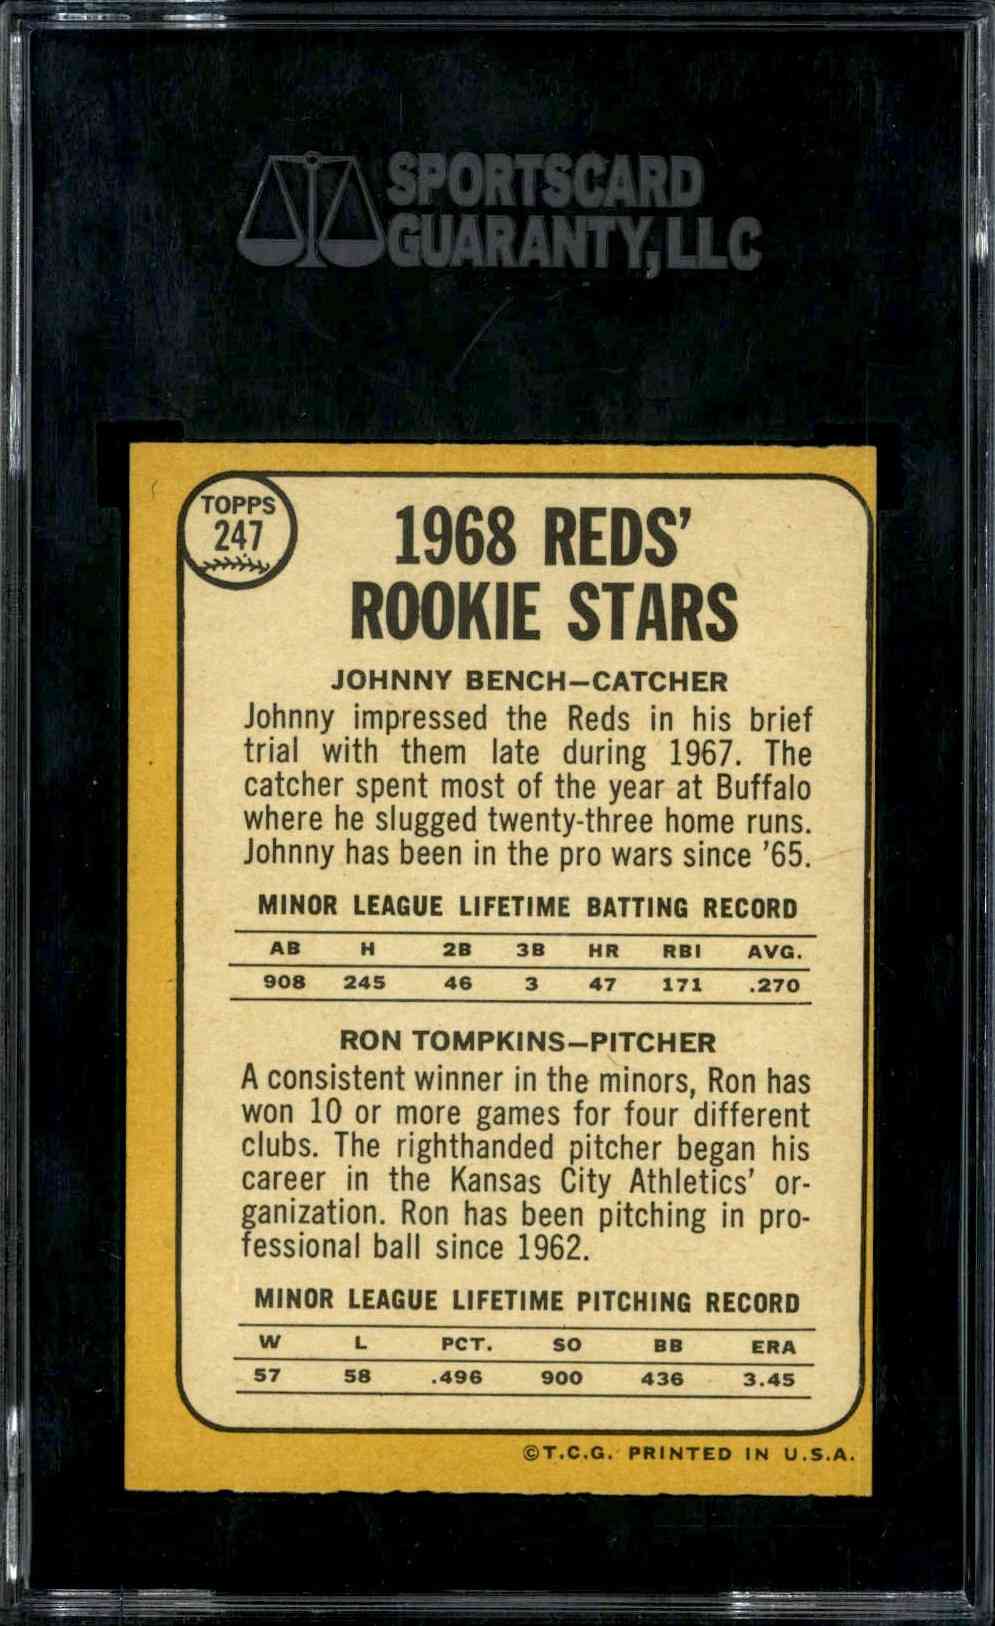 SPORTSCARD
GUARANTY, LLC
TOPPS
247
1968 REDS'
ROOKIE STARS
JOHNNY BENCH—CATCHER
Johnny impressed the Reds in his brief
trial with them late during 1967. The
catcher spent most of the year at Buffalo
where he slugged twenty-three home runs.
Johnny has been in the pro wars since '65.
MINOR LEAGUE LIFETIME BATTING RECORD
AB H 2B 3B HR RBI AVG.
908 245 46 3 47 171 .270
RON TOMPKINS—PITCHER
A consistent winner in the minors, Ron has
won 10 or more games for four different
clubs. The righthanded pitcher began his
career in the Kansas City Athletics' or-
ganization. Ron has been pitching in pro-
fessional ball since 1962.
MINOR LEAGUE LIFETIME PITCHING RECORD
W L PCT. SO BB ERA
57 58 .496 900 436 3.45
©T.C.G. PRINTED IN U.S.A.